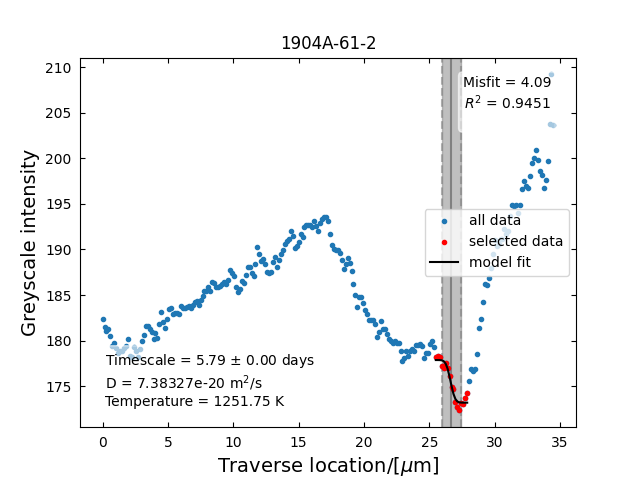 1904A-61-2
Greyscale intensity
210
205
200
195
190
185
180
175
Misfit = 4.09
R² = 0.9451
all data
selected data
model fit
Timescale = 5.79 ± 0.00 days
D = 7.38327e-20 m²/s
Temperature = 1251.75 K
0 5 10 15 20 25 30 35
Traverse location/[μm]